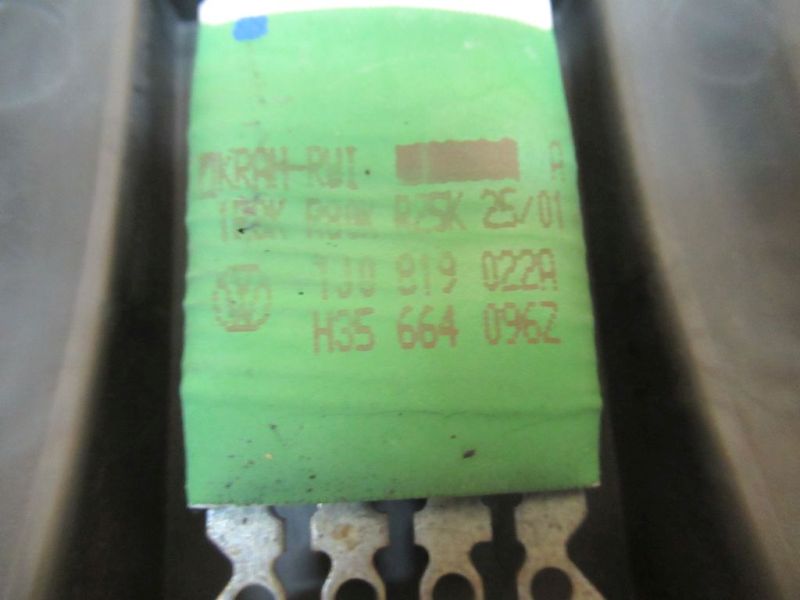 KRAH-RWI A
R25K 25/01
1J0 819 022A
H35 664 0962